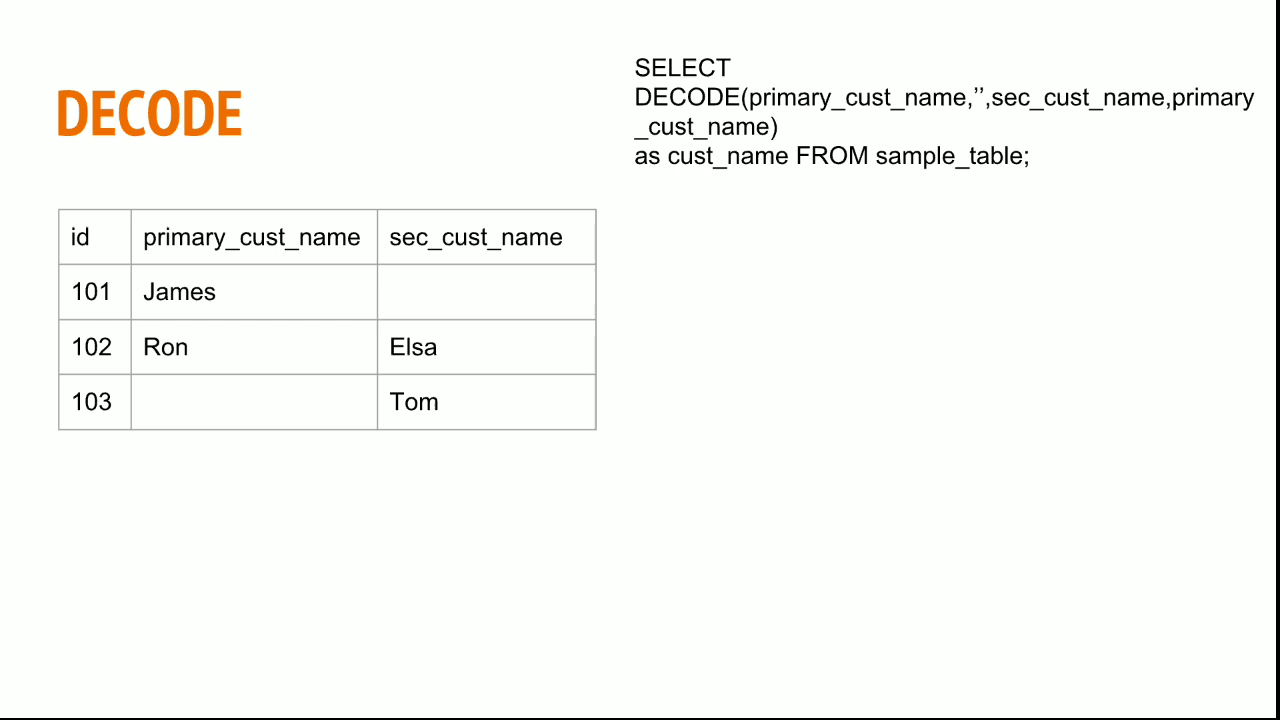 DECODE
SELECT
DECODE(primary_cust_name,’’,sec_cust_name,primary
_cust_name)
as cust_name FROM sample_table;
id primary_cust_name sec_cust_name
101 James
102 Ron Elsa
103 Tom